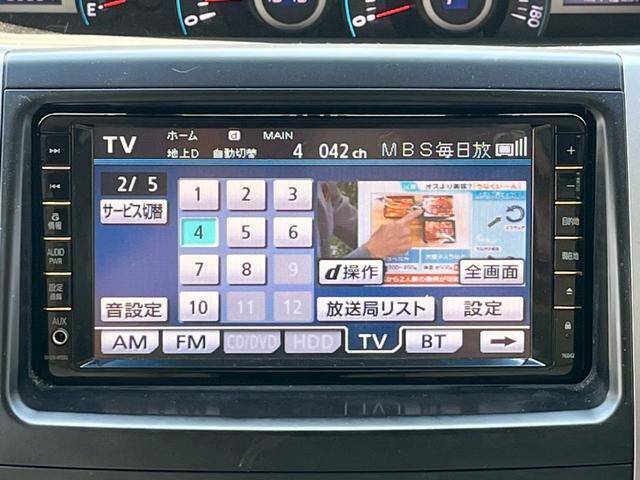 E
180
TV
ホーム d MAIN
地上D 自動切替 4 042 ch MBS毎日放
2/ 5
サービス切替
1 2 3
4 5 6
7 8 9
10 11 12
d操作
全画面
音設定
放送局リスト
設定
AM FM CD/DVD HDD TV BT
情報
AUDIO
PWR
設定
AUX
目的地
現在地